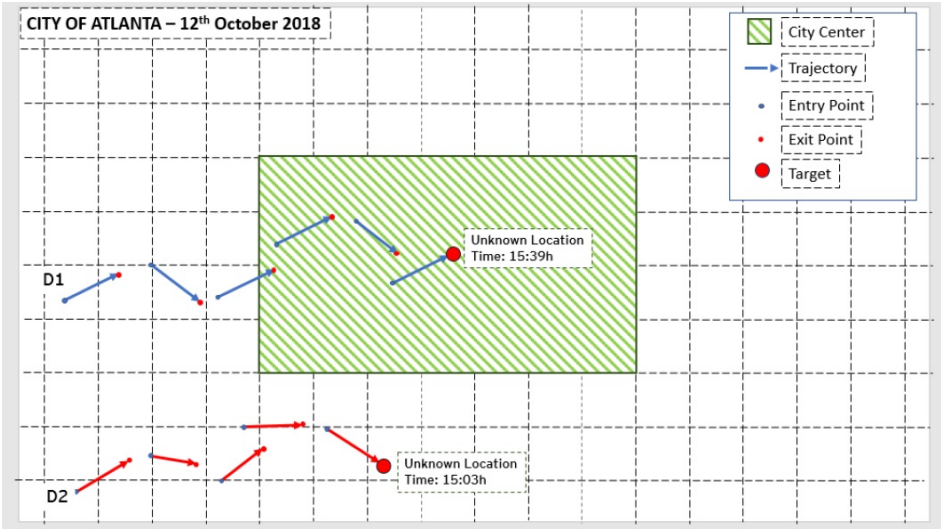 CITY OF ATLANTA – 12th October 2018
City Center
Trajectory
Entry Point
Exit Point
Target
Unknown Location
Time: 15:39h
D1
Unknown Location
Time: 15:03h
D2